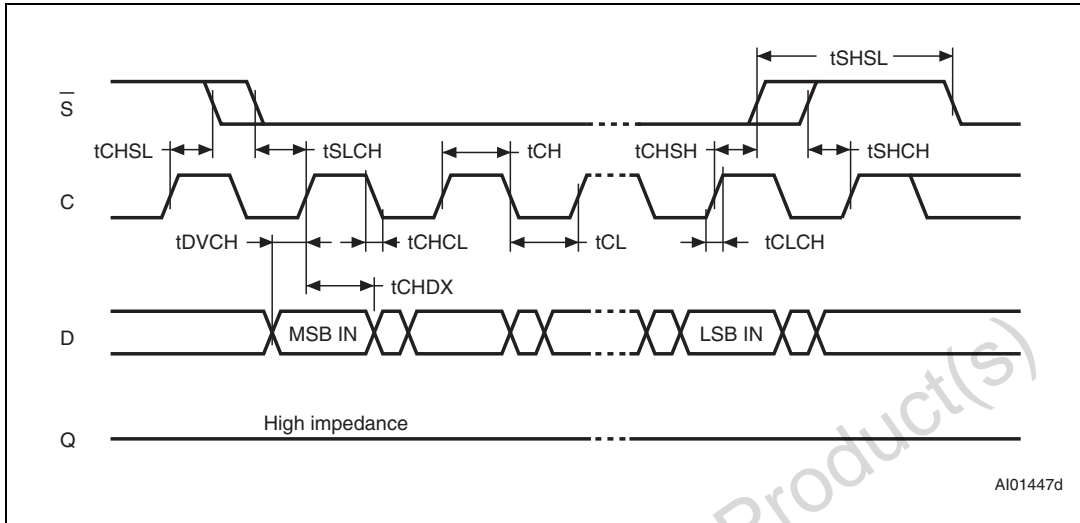 tSHSL
S
tCHSL
tSLCH
tCH
tCHSH
tSHCH
C
tDVCH
tCHCL
tCL
tCLCH
tCHDX
D
MSB IN
LSB IN
High impedance
Q
AI01447d
Product(s)